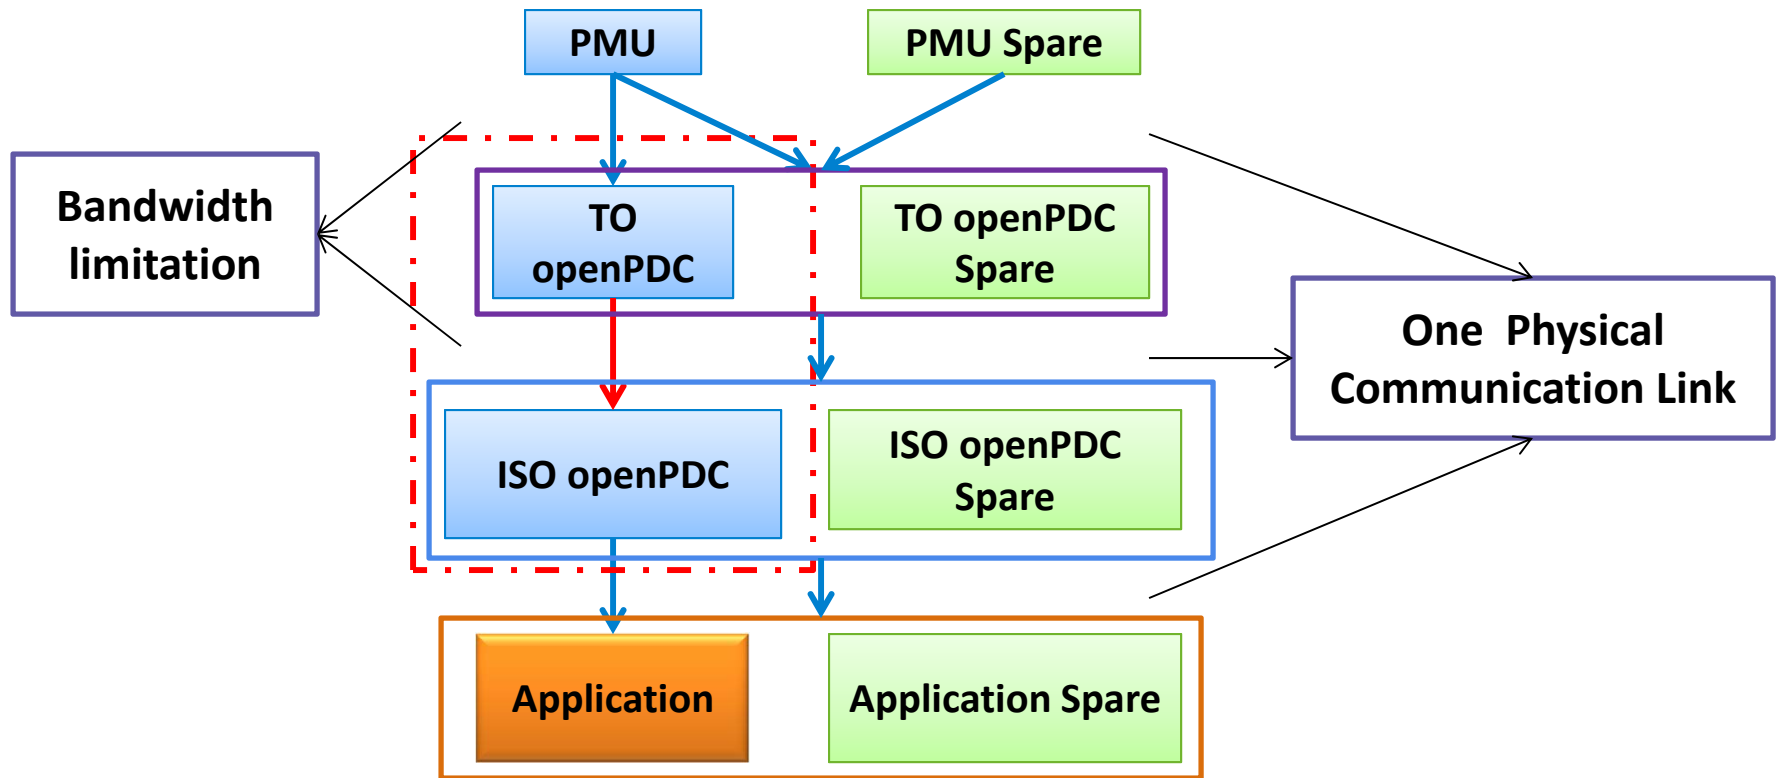 PMU
PMU Spare
Bandwidth
limitation
TO
openPDC
TO openPDC
Spare
One Physical
Communication Link
ISO openPDC
ISO openPDC
Spare
Application
Application Spare